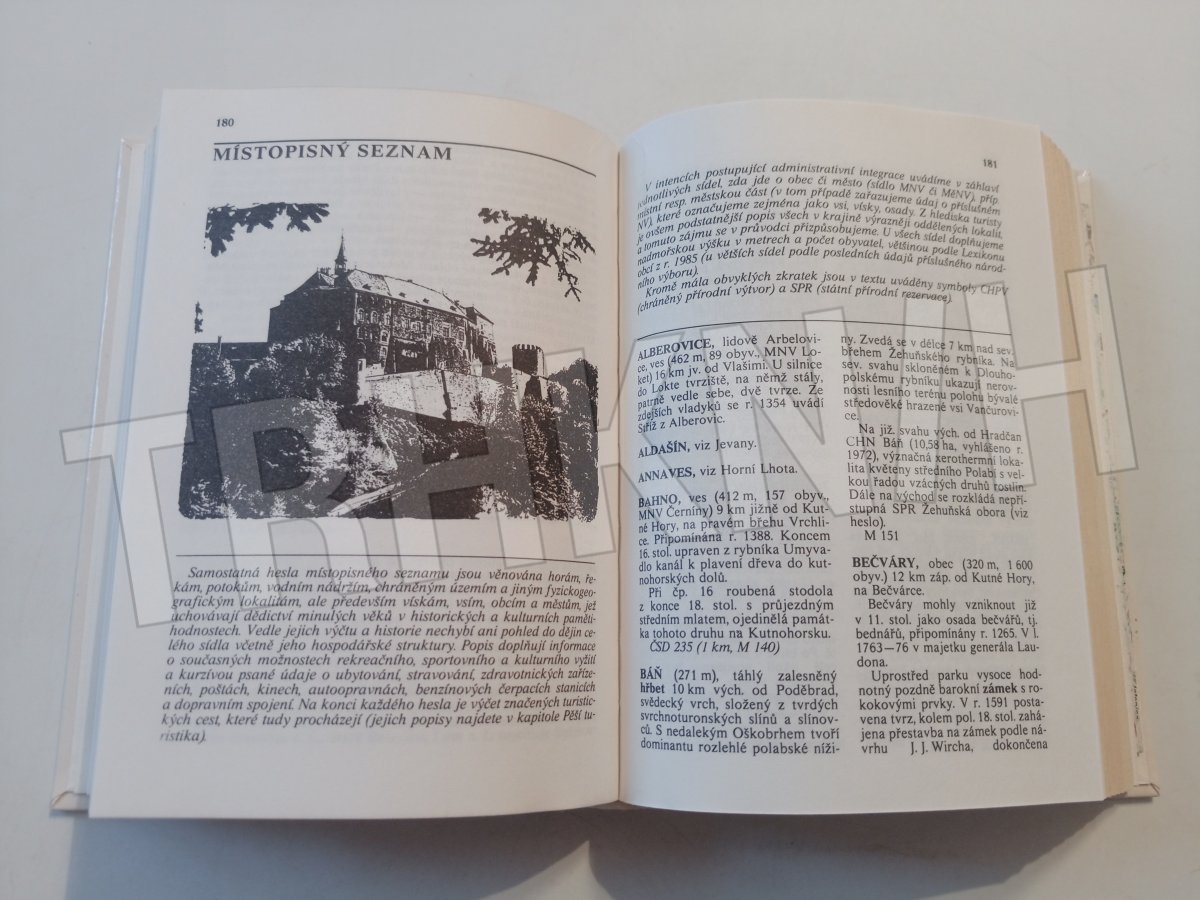 180
MÍSTOPISNÝ SEZNAM
Samostatná hesla místopisného seznamu jsou věnována horám, ře-
kám, potokům, vodním nádržím, chráněným územím a jiným fyzickogeo-
grafickým lokalitám, ale především vískám, vsím, obcím a městům, jež
uchovávají dědictví minulých věků v historických a kulturních paměti-
hodnostech. Vedle jejich výčtu a historie nechybí ani pohled do dějin ce-
lého sídla včetně jeho hospodářské struktury. Popis doplňují informace
o současných možnostech rekreačního, sportovního a kulturního vyžití
a kurzívou psané údaje o ubytování, stravování, zdravotnických zaříze-
ních, poštách, kinech, autoopravnách, benzínových čerpacích stanicích
a dopravním spojení. Na konci každého hesla je výčet značených turistic-
kých cest, které tudy procházejí (jejich popisy najdete v kapitole Pěší tu-
ristika).
181
V intencích postupující administrativní integrace uvádíme v záhlaví
jednotlivých sídel, zda jde o obec či město (sídlo MNV či MěNV), příp.
místní resp. městskou část (v tom případě zařazujeme údaj o příslušném
NV), které označujeme zejména jako vsi, vísky, osady. Z hlediska turisty
je ovšem podstatnější popis všech v krajině výrazněji oddělených lokalit,
a tomuto zájmu se v průvodci přizpůsobujeme. U všech sídel doplňujeme
nadmořskou výšku v metrech a počet obyvatel, většinou podle Lexikonu
obcí z r. 1985 (u větších sídel podle posledních údajů příslušného národ-
ního výboru).
Kromě mála obvyklých zkratek jsou v textu uváděny symboly CHPV
(chráněný přírodní výtvor) a SPR (státní přírodní rezervace).
ALBEROVICE, lidově Arbelovi-
ce, ves (462 m, 89 obyv., MNV Lo-
ket) 16 km jv. od Vlašimi. U silnice
do Lokte tvrziště, na němž stály,
patrně vedle sebe, dvě tvrze. Ze
zdejších vladyků se r. 1354 uvádí
Stříž z Alberovic.
ALDAŠÍN, viz Jevany.
ANNAVES, viz Horní Lhota.
BAHNO, ves (412 m, 157 obyv.,
MNV Černíny) 9 km jižně od Kut-
né Hory, na pravém břehu Vrchli-
ce. Připomínána r. 1388. Koncem
16. stol. upraven z rybníka Umyva-
dlo kanál k plavení dřeva do kut-
nohorských dolů.
Při čp. 16 roubená stodola
z konce 18. stol. s průjezdným
středním mlatem, ojedinělá památ-
ka tohoto druhu na Kutnohorsku.
ČSD 235 (1 km, M 140)
BÁŇ (271 m), táhlý zalesněný
hřbet 10 km vých. od Poděbrad,
svědecký vrch, složený z tvrdých
svrchnoturonských slínů a slínov-
ců. S nedalekým Oškobrhem tvoří
dominantu rozlehlé polabské níži-
ny. Zvedá se v délce 7 km nad sev.
břehem Žehuňského rybníka. Na
sev. svahu skloněném k Dlouho-
polskému rybníku ukazují nerov-
nosti lesního terénu polohu bývalé
středověké hrazené vsi Vančurovi-
ce.
Na již. svahu vých. od Hradčan
CHN Báň (10,58 ha, vyhlášeno r.
1972), význačná xerothermní loka-
lita květeny středního Polabí s vel-
kou řadou vzácných druhů rostlin.
Dále na východ se rozkládá nepří-
stupná SPR Žehuňská obora (viz
heslo).
M 151
BEČVÁRY, obec (320 m, 1 600
obyv.) 12 km záp. od Kutné Hory,
na Bečvárce.
Bečváry mohly vzniknout již
v 11. stol. jako osada bečvářů, tj.
bednářů, připomínány r. 1265. V l.
1763—76 v majetku generála Lau-
dona.
Uprostřed parku vysoce hod-
notný pozdně barokní zámek s ro-
kokovými prvky. V r. 1591 posta-
vena tvrz, kolem pol. 18. stol. zahá-
jena přestavba na zámek podle ná-
vrhu J. J. Wircha, dokončena